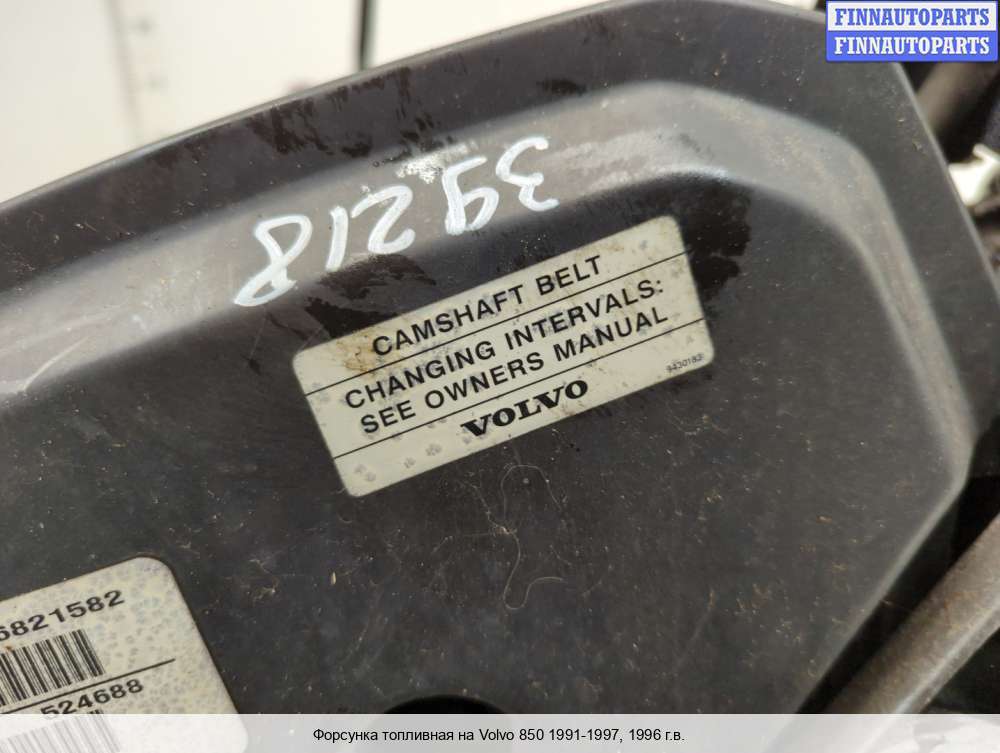 FINNAUTOPARTS
FINNAUTOPARTS
39218
CAMSHAFT BELT
CHANGING INTERVALS:
SEE OWNERS MANUAL
9430183
VOLVO
6821582
524688
Форсунка топливная на Volvo 850 1991-1997, 1996 г.в.